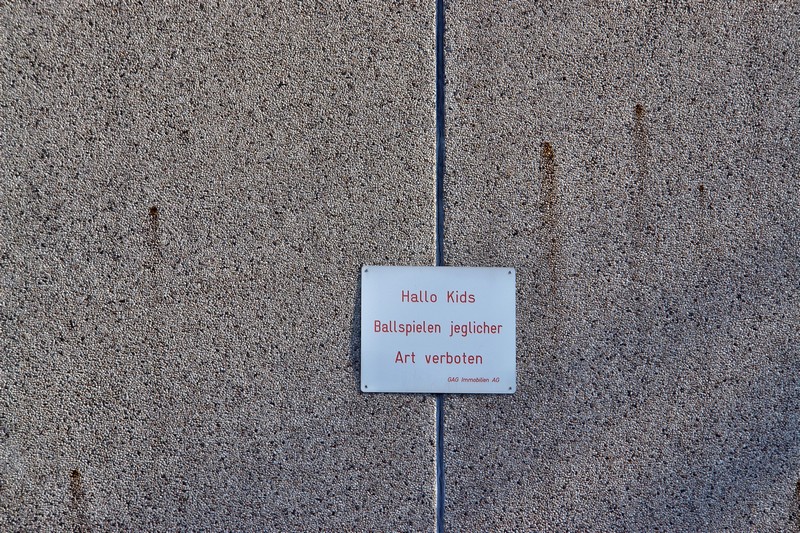 Hallo Kids
Ballspielen jeglicher
Art verboten
GAG Immobilien AG